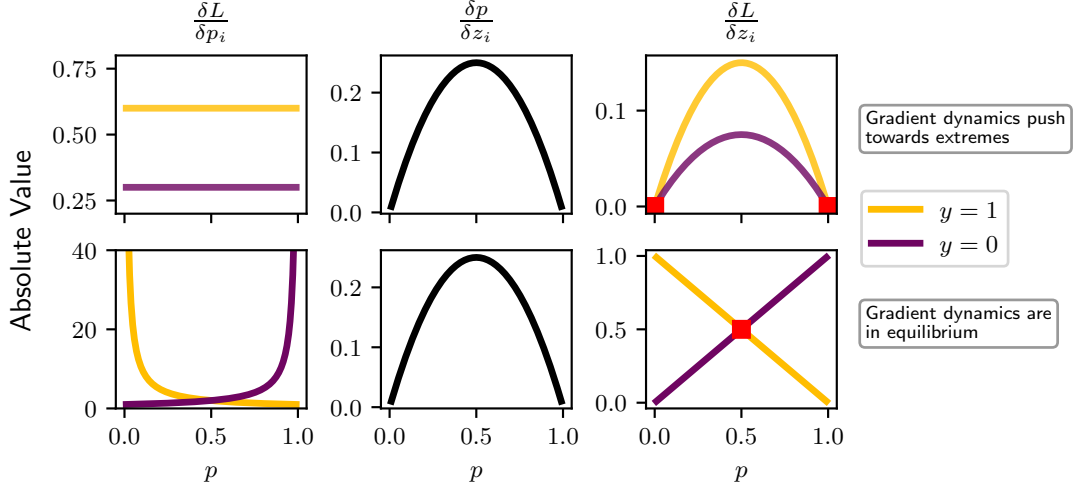 δL/δp_i
δp/δz_i
δL/δz_i
Absolute Value
0.75
0.50
0.25
0.2
0.1
0.0
0.1
0.0
Gradient dynamics push
towards extremes
y = 1
y = 0
40
20
0
0.0 0.5 1.0
p
0.2
0.1
0.0
0.0 0.5 1.0
p
1.0
0.5
0.0
0.0 0.5 1.0
p
Gradient dynamics are
in equilibrium